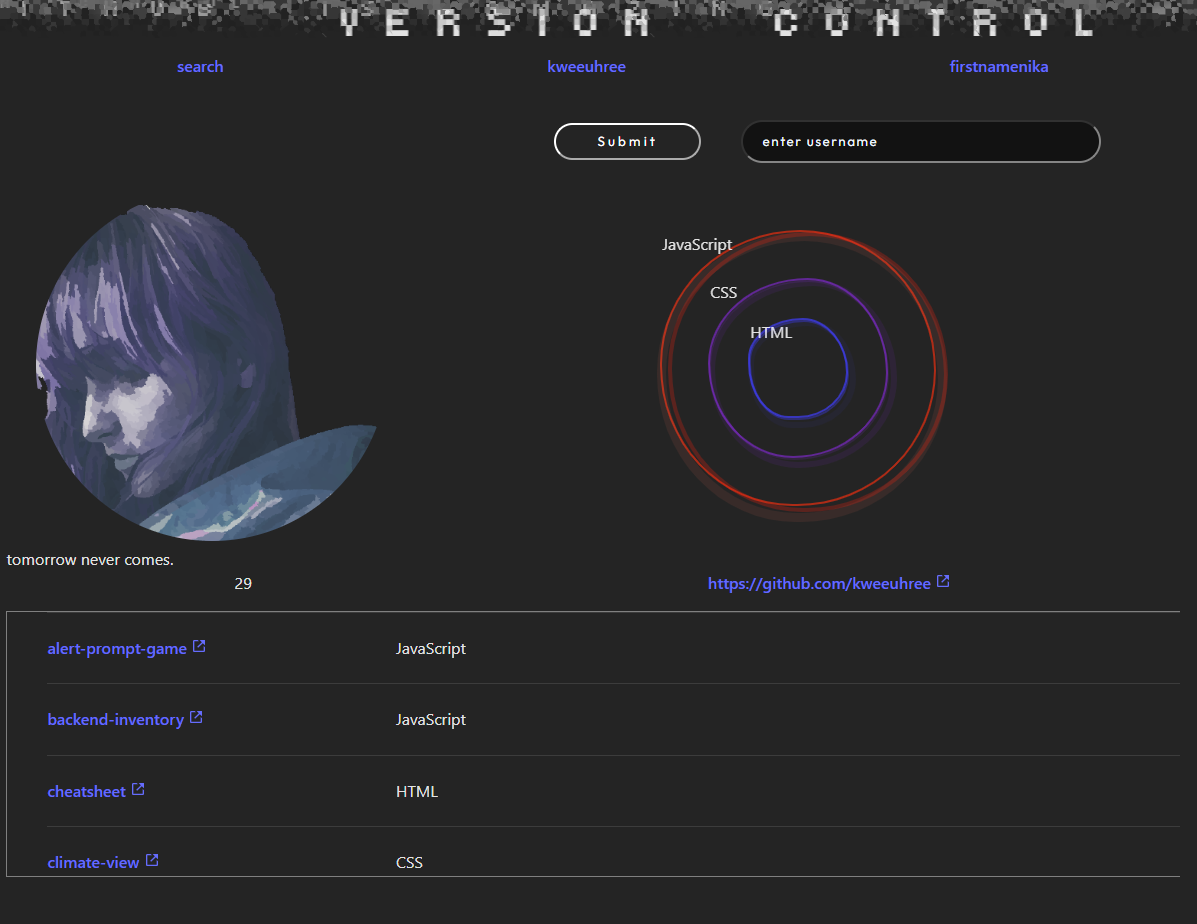 VERSION CONTROL
search kweeuhree firstnamenika
Submit enter username
JavaScript
CSS
HTML
tomorrow never comes.
29 https://github.com/kweeuhree
alert-prompt-game JavaScript
backend-inventory JavaScript
cheatsheet HTML
climate-view CSS